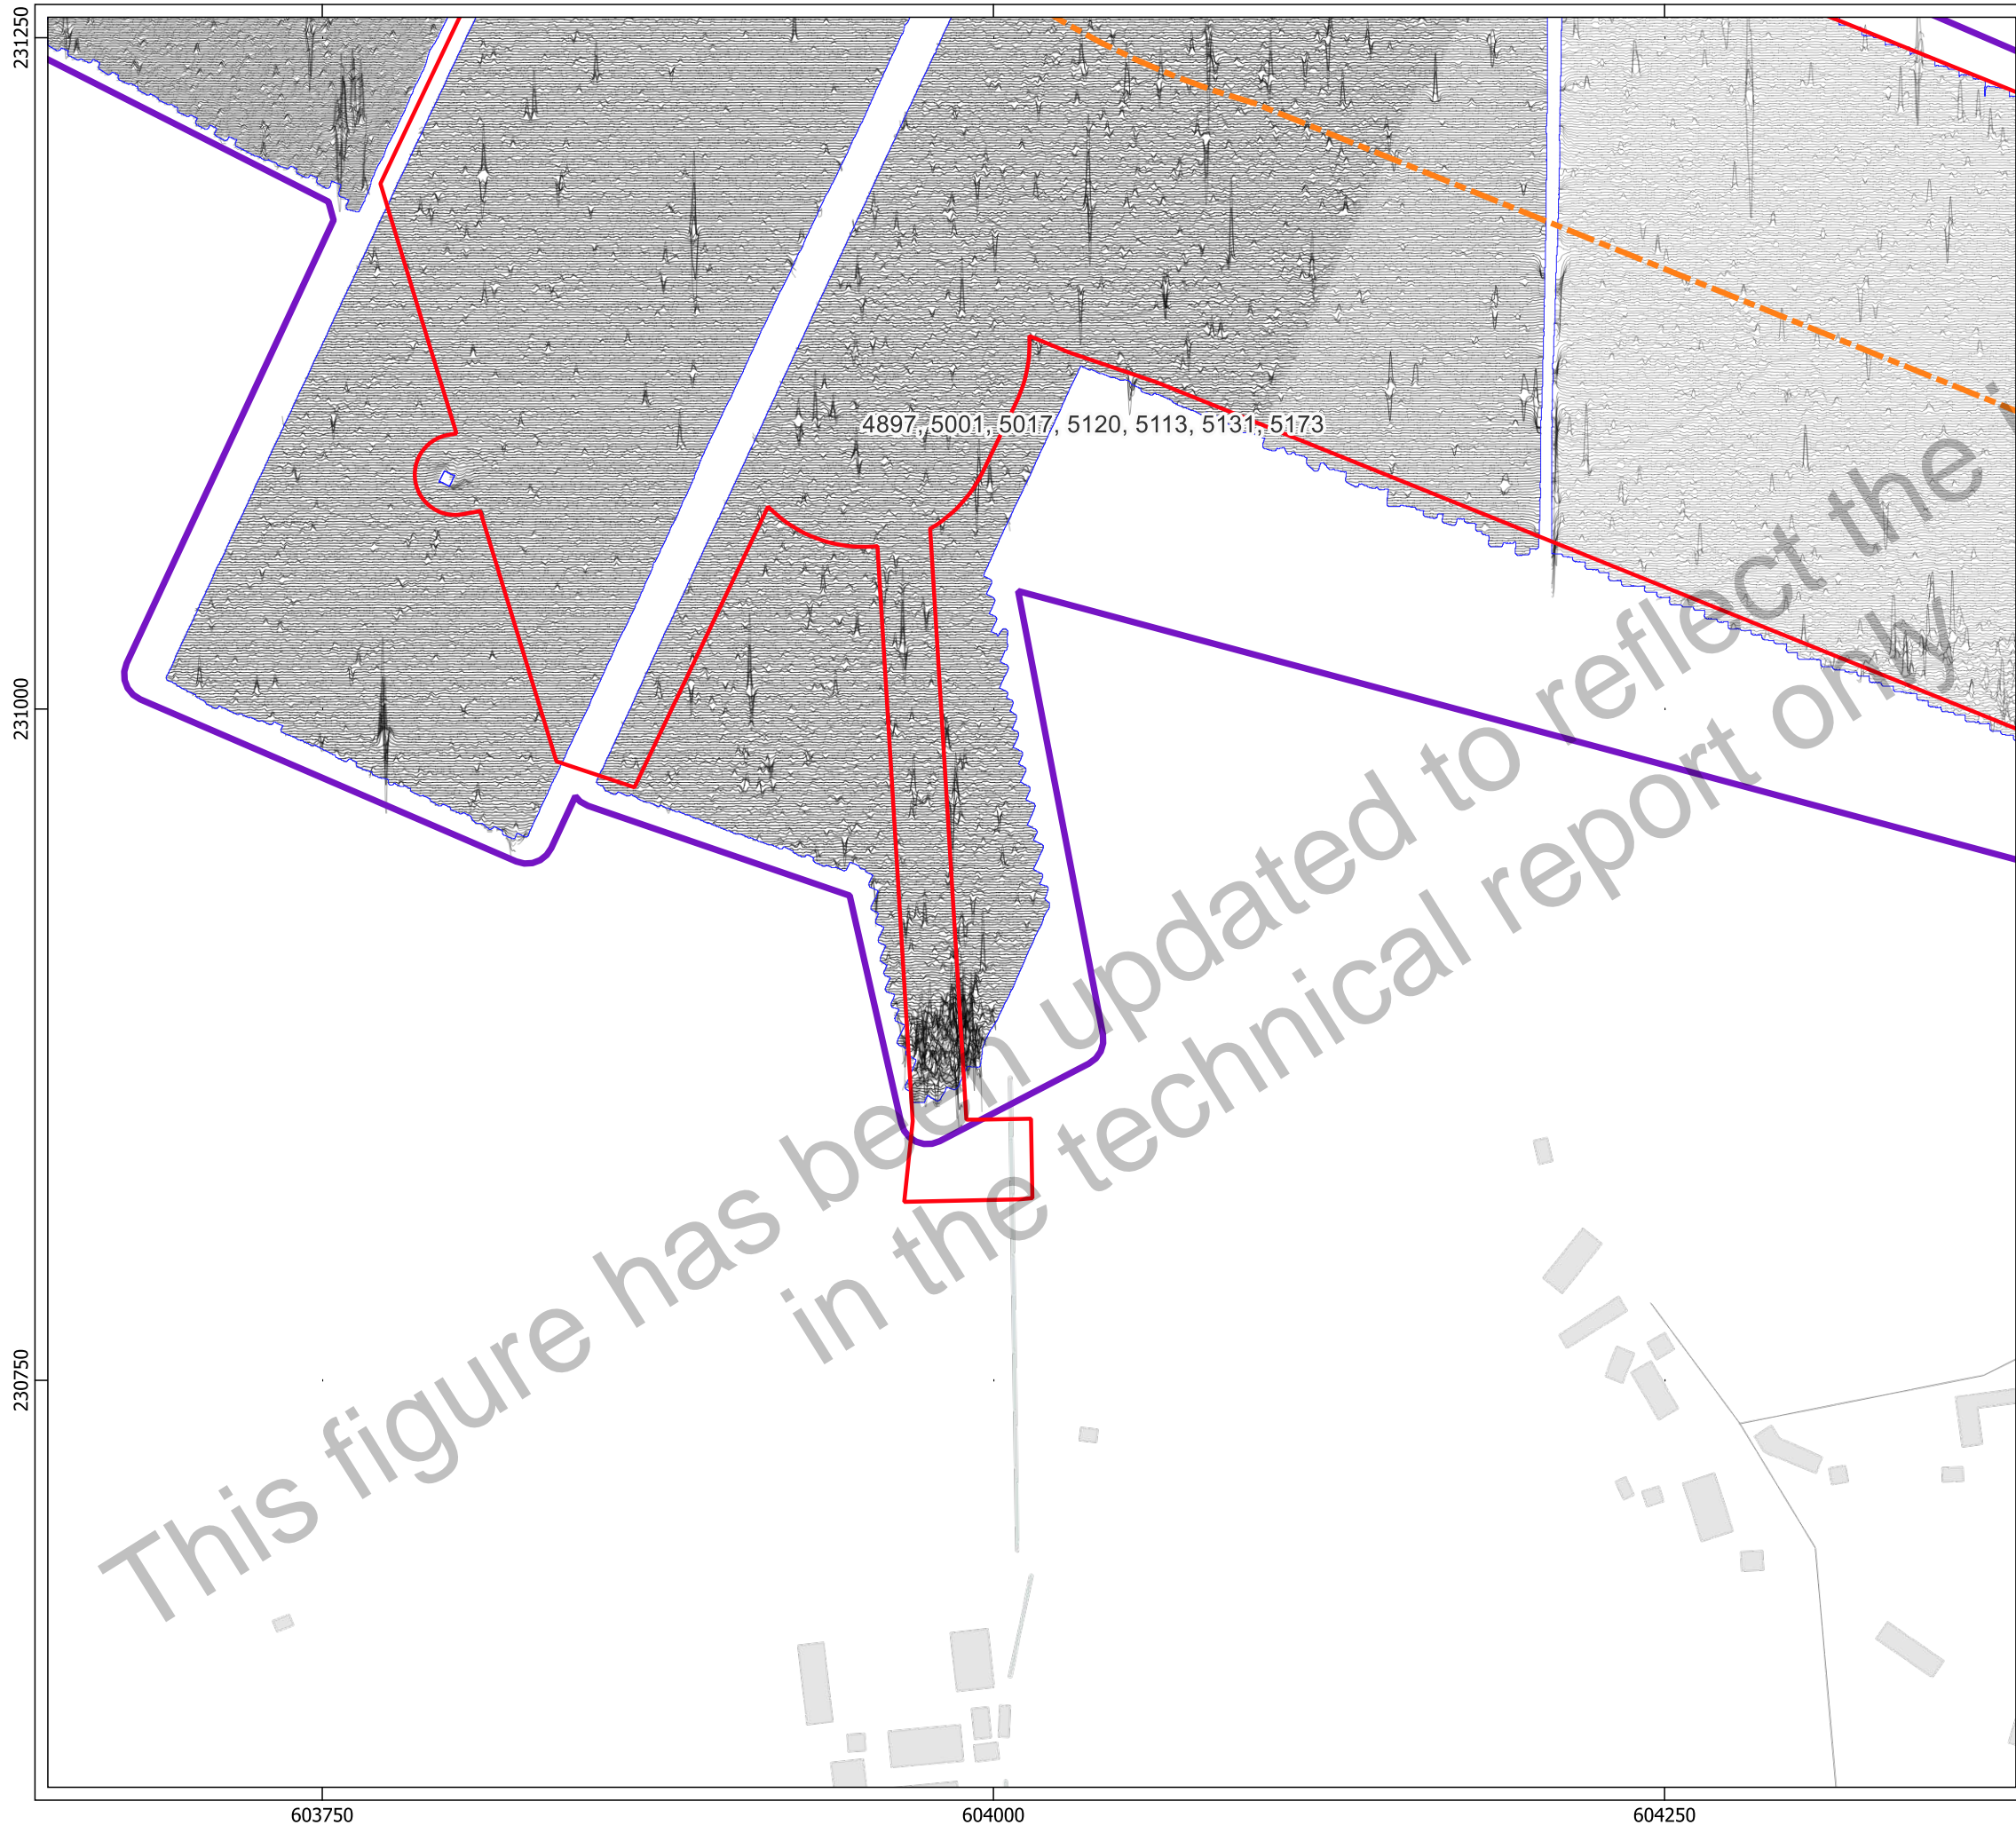 231250
4897, 5001, 5017, 5120, 5113, 5131, 5173
231000
This figure has been updated to reflect the
in the technical report only
230750
603750
604000
604250